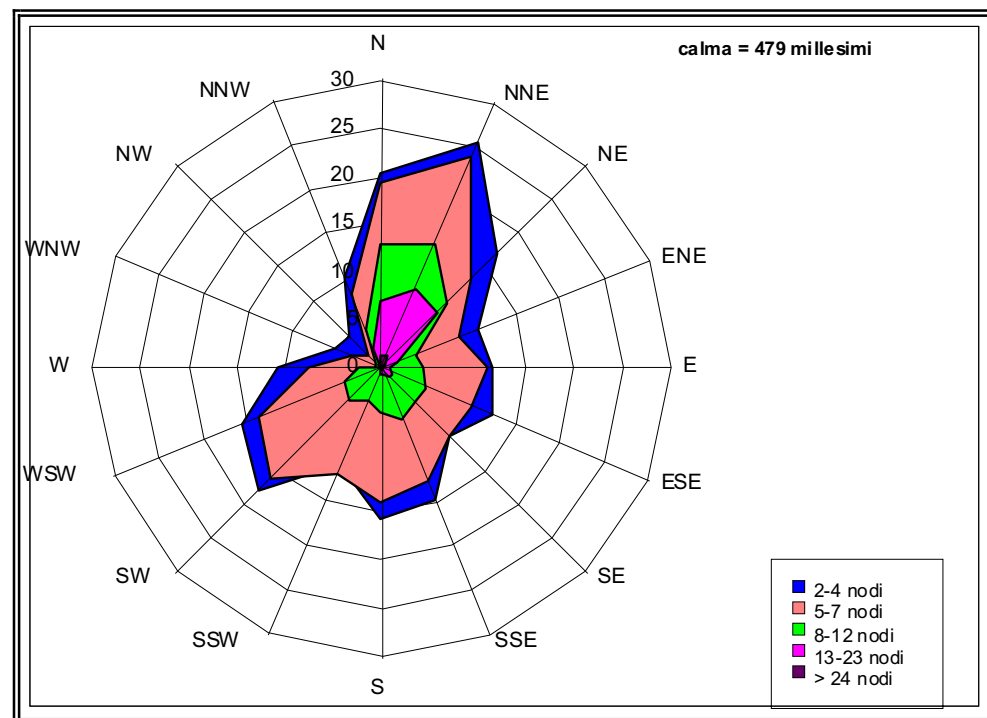 calma = 479 millesimi
N
NNE
NE
ENE
E
ESE
SE
SSE
S
SSW
SW
WSW
W
WNW
NW
NNW
30
25
20
15
10
5
0
2-4 nodi
5-7 nodi
8-12 nodi
13-23 nodi
> 24 nodi